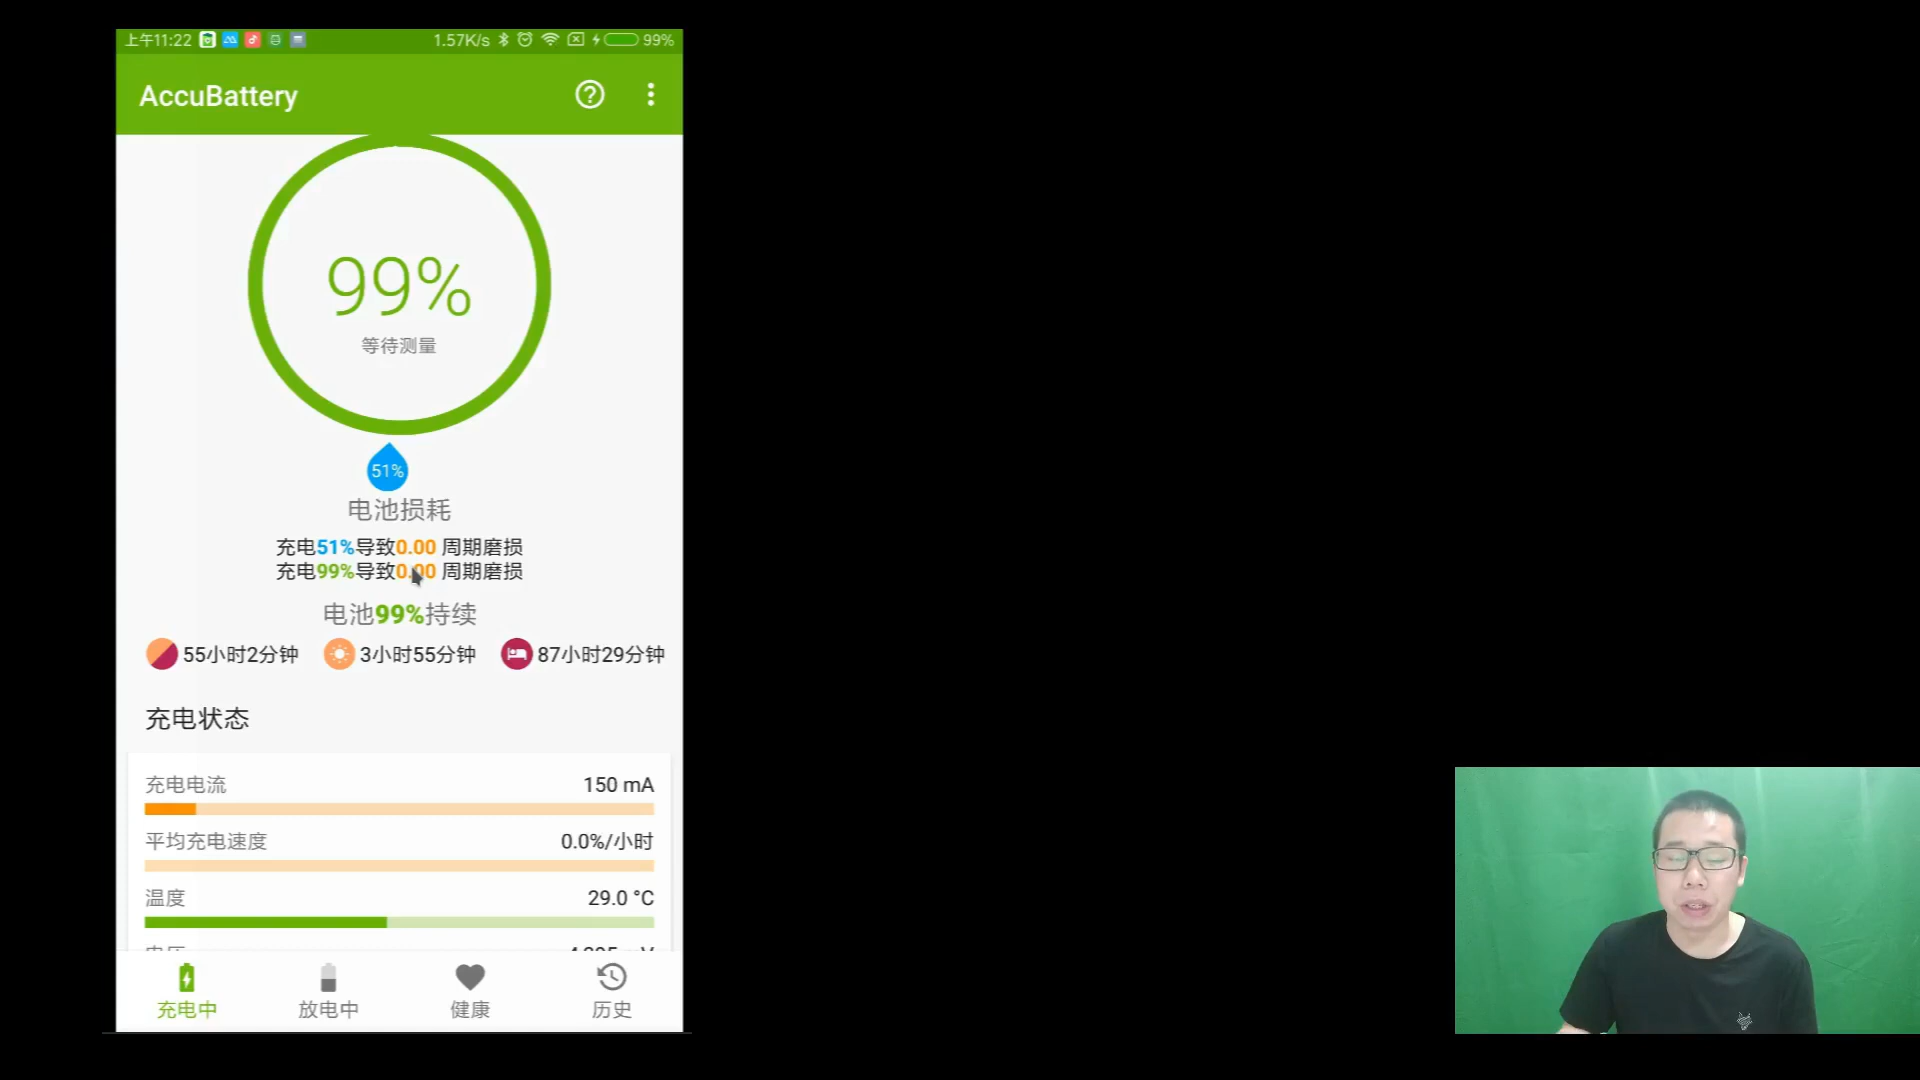 上午11:22
1.57K/s
99%
AccuBattery
99%
等待测量
51%
电池损耗
充电51%导致0.00 周期磨损
充电99%导致0.00 周期磨损
电池99%持续
55小时2分钟
3小时55分钟
87小时29分钟
充电状态
充电电流
150 mA
平均充电速度
0.0%/小时
温度
29.0 °C
充电中
放电中
健康
历史